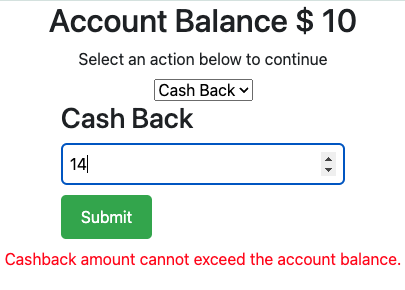 Account Balance $ 10
Select an action below to continue
Cash Back
Cash Back
14
Submit
Cashback amount cannot exceed the account balance.